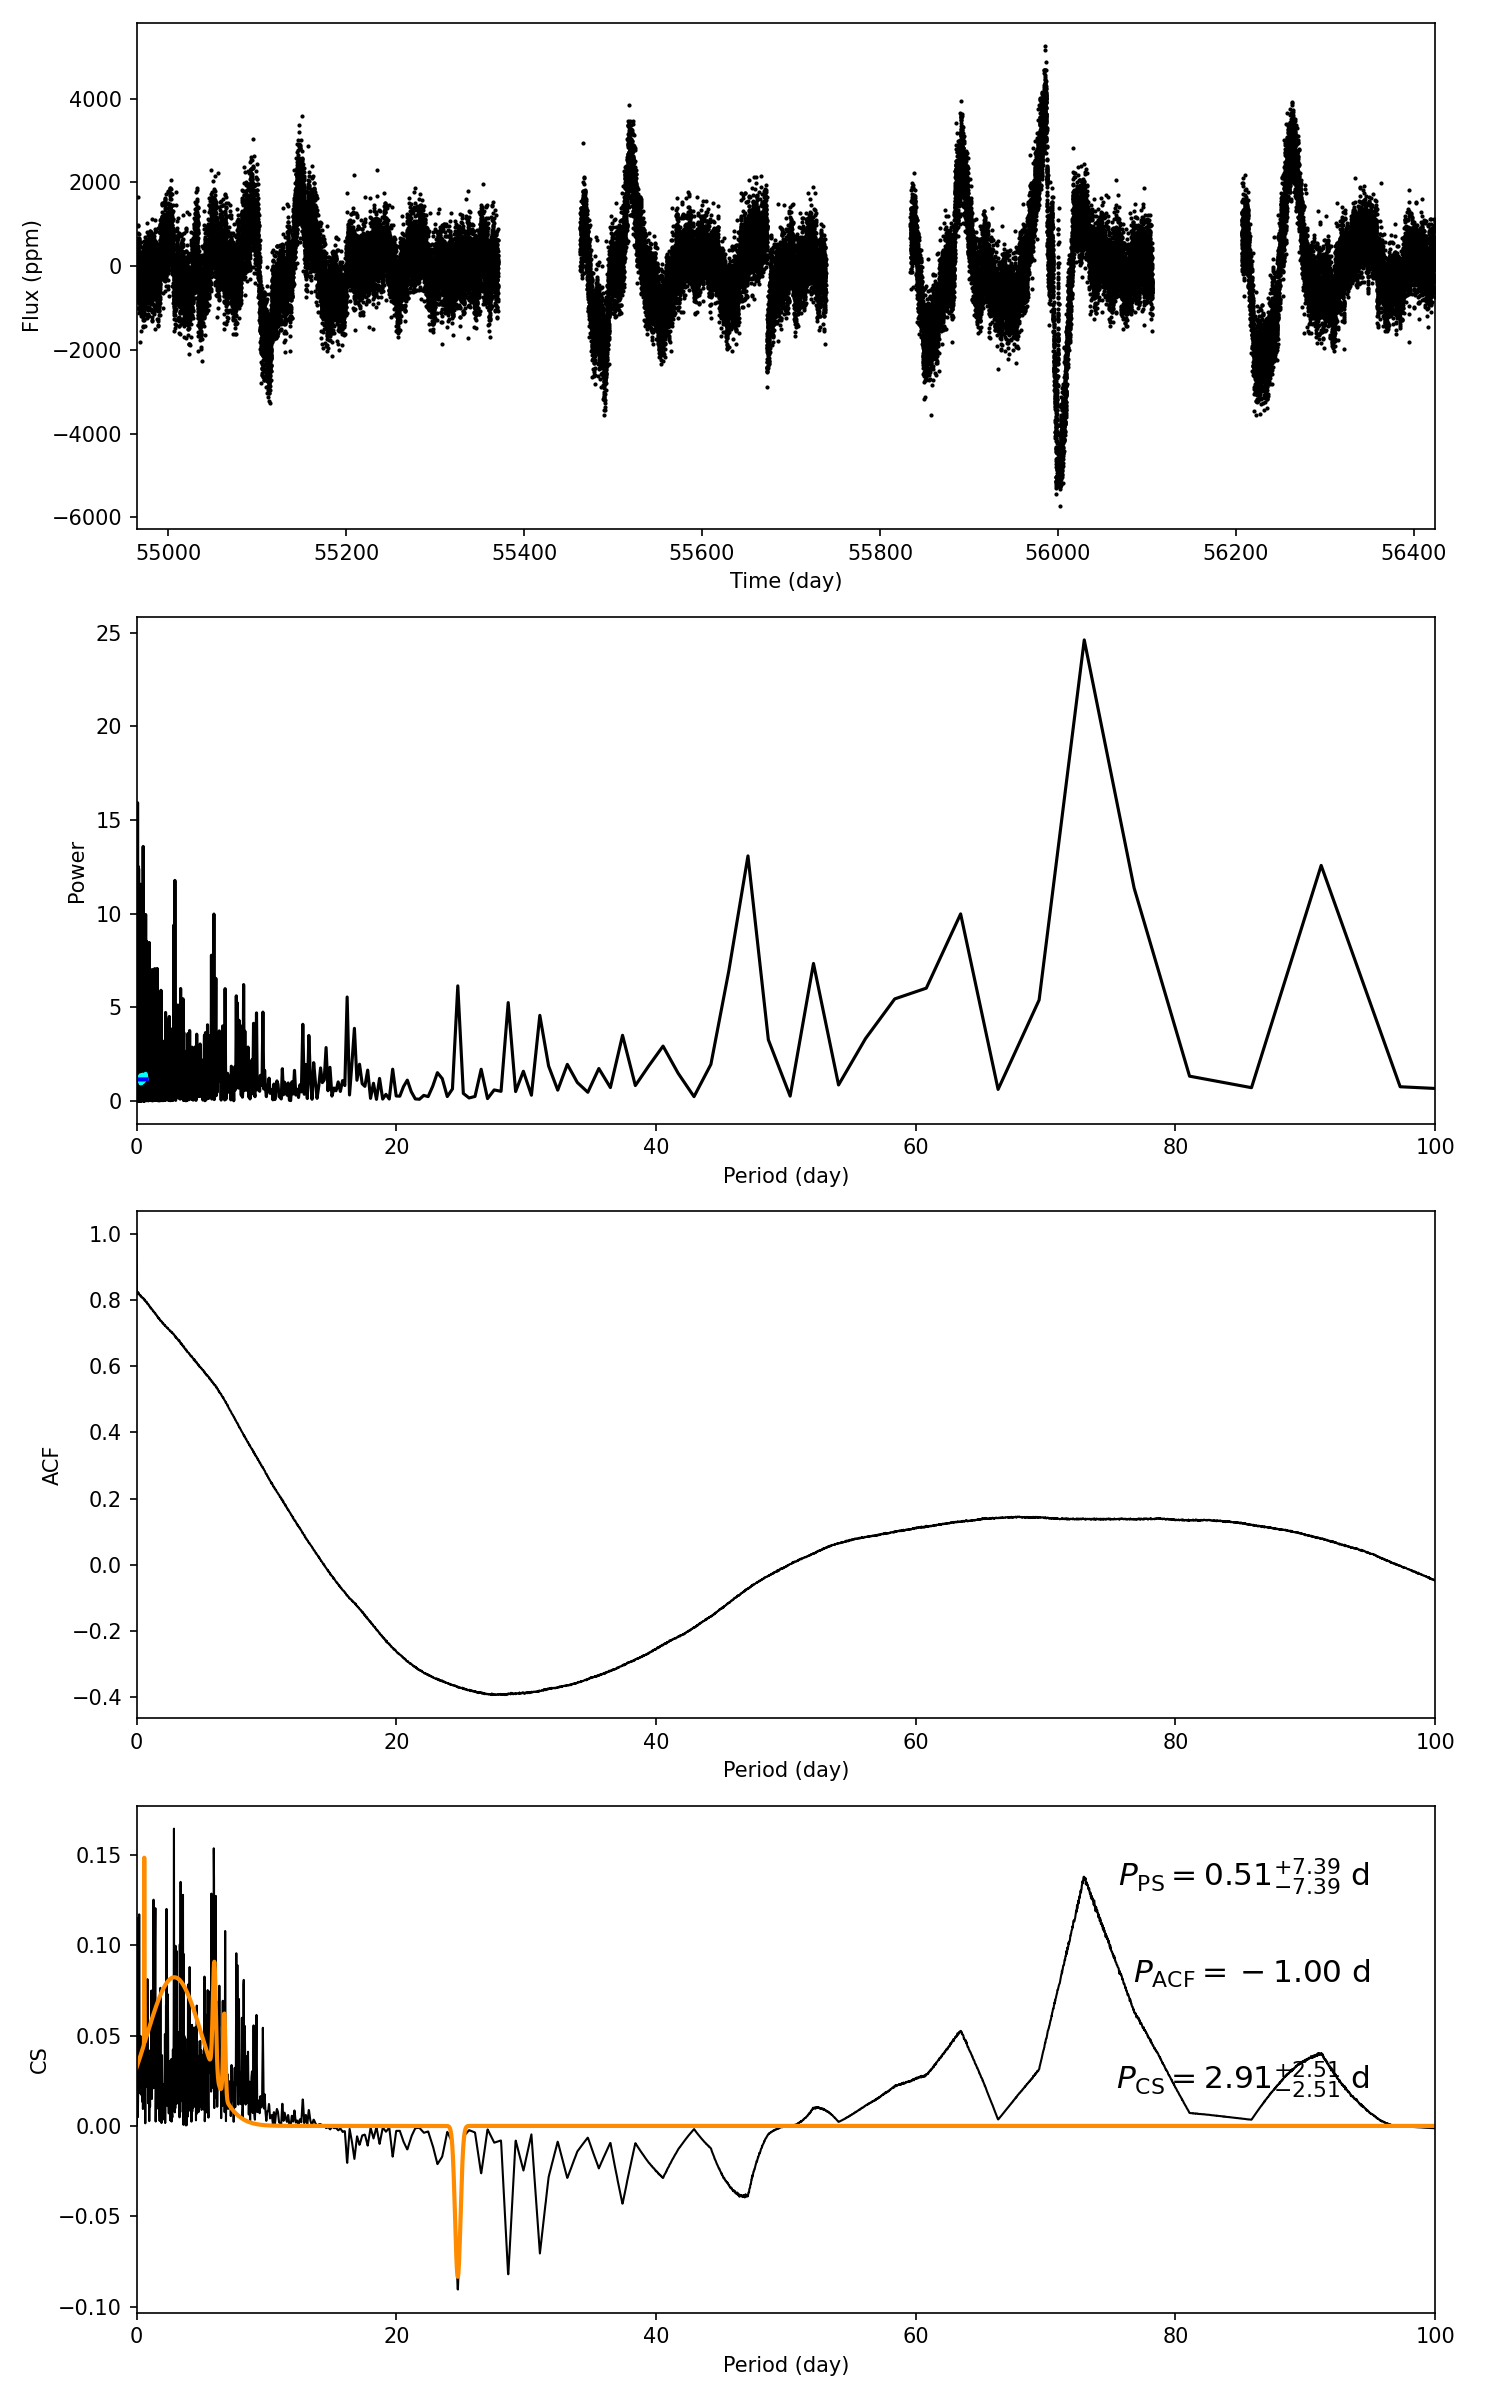 4000
2000
0
−2000
−4000
−6000
Flux (ppm)
55000 55200 55400 55600 55800 56000 56200 56400
Time (day)
25
20
15
10
5
0
Power
0 20 40 60 80 100
Period (day)
1.0
0.8
0.6
0.4
0.2
0.0
−0.2
−0.4
ACF
0 20 40 60 80 100
Period (day)
0.15
0.10
0.05
0.00
−0.05
−0.10
CS
P_PS = 0.51 +7.39 −7.39 d
P_ACF = −1.00 d
P_CS = 2.91 +2.51 −2.51 d
0 20 40 60 80 100
Period (day)